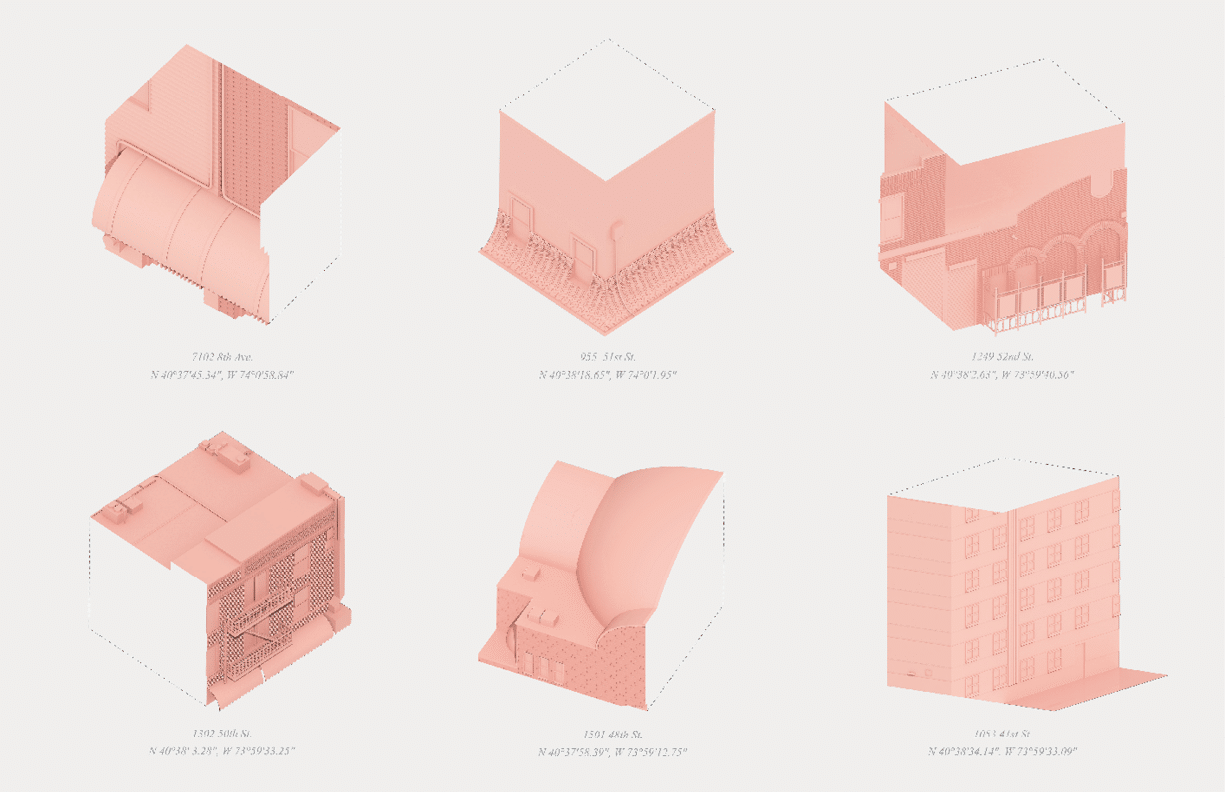 7102 8th Ave.
N 40°37'45.34", W 74°0'58.84"
955 51st St.
N 40°38'18.65", W 74°0'1.95"
1249 52nd St.
N 40°38'2.63", W 73°59'40.56"
1302 50th St.
N 40°38' 3.28", W 73°59'33.25"
1501 48th St.
N 40°37'58.39", W 73°59'12.75"
1053 41st St
N 40°38'34.14", W 73°59'33.09"